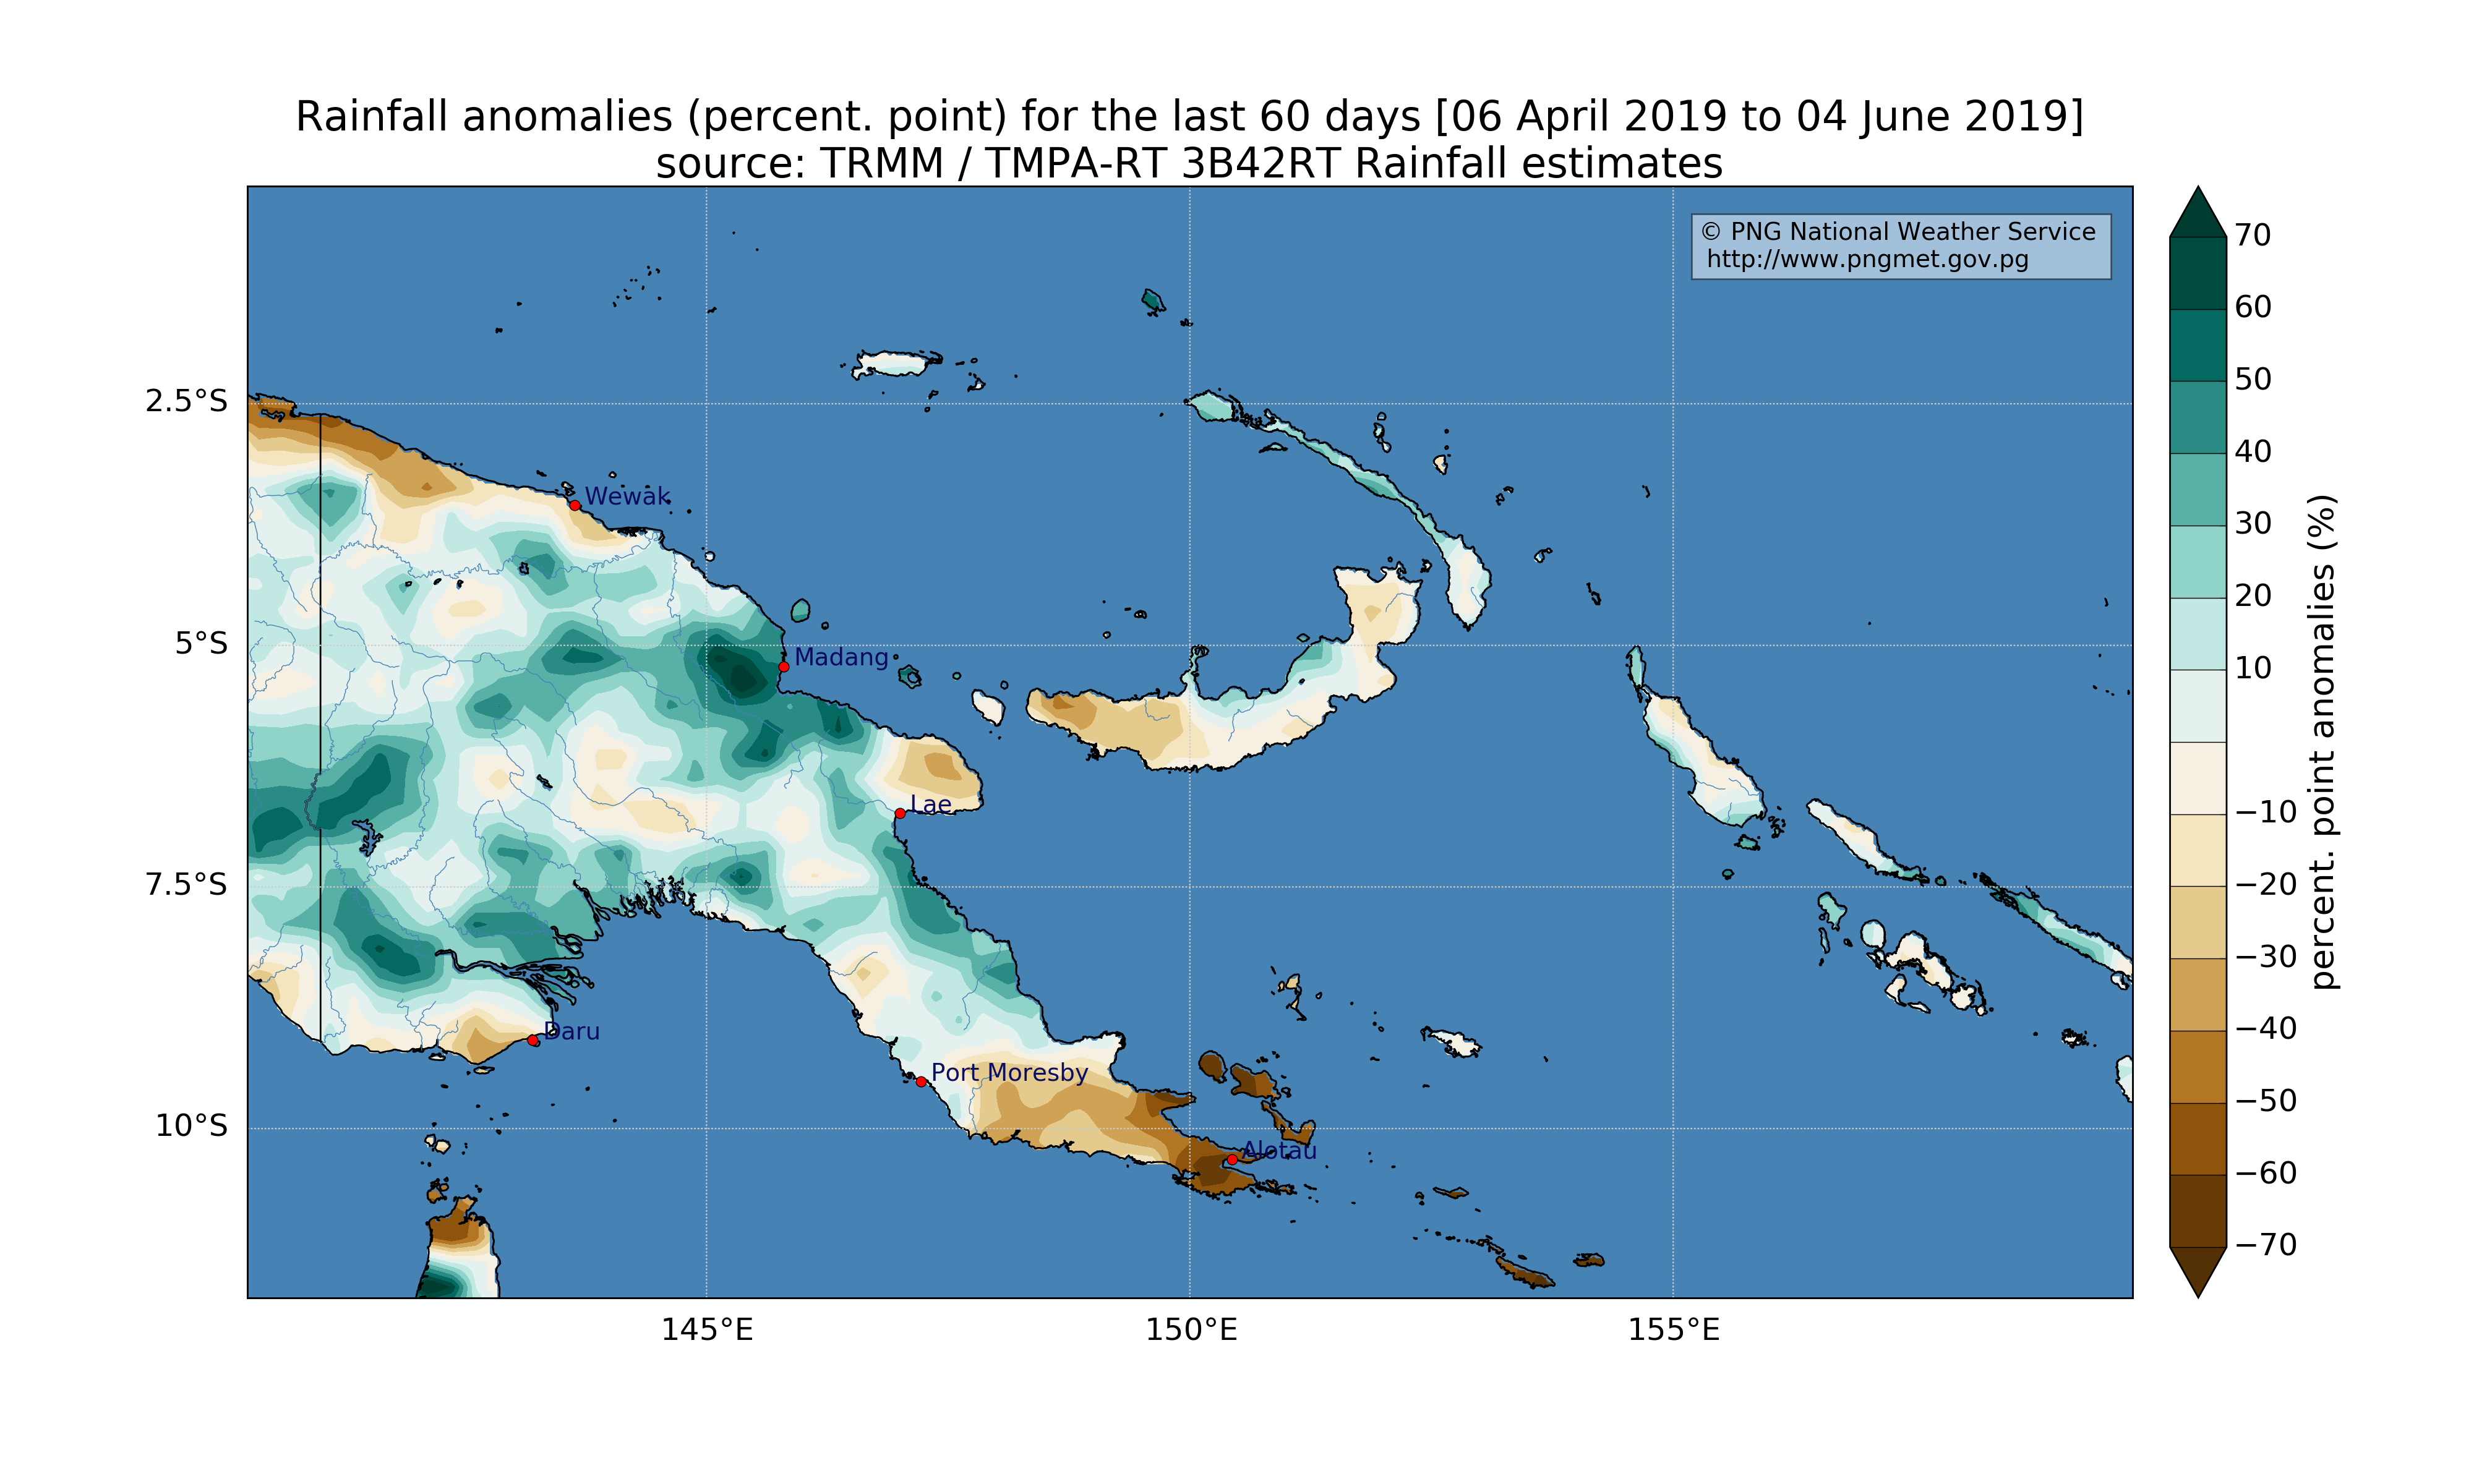 Rainfall anomalies (percent. point) for the last 60 days [06 April 2019 to 04 June 2019]
source: TRMM / TMPA-RT 3B42RT Rainfall estimates
© PNG National Weather Service
http://www.pngmet.gov.pg
2.5°S
5°S
7.5°S
10°S
145°E
150°E
155°E
Wewak
Madang
Lae
Daru
Port Moresby
Alotau
70
60
50
40
30
20
10
−10
−20
−30
−40
−50
−60
−70
percent. point anomalies (%)